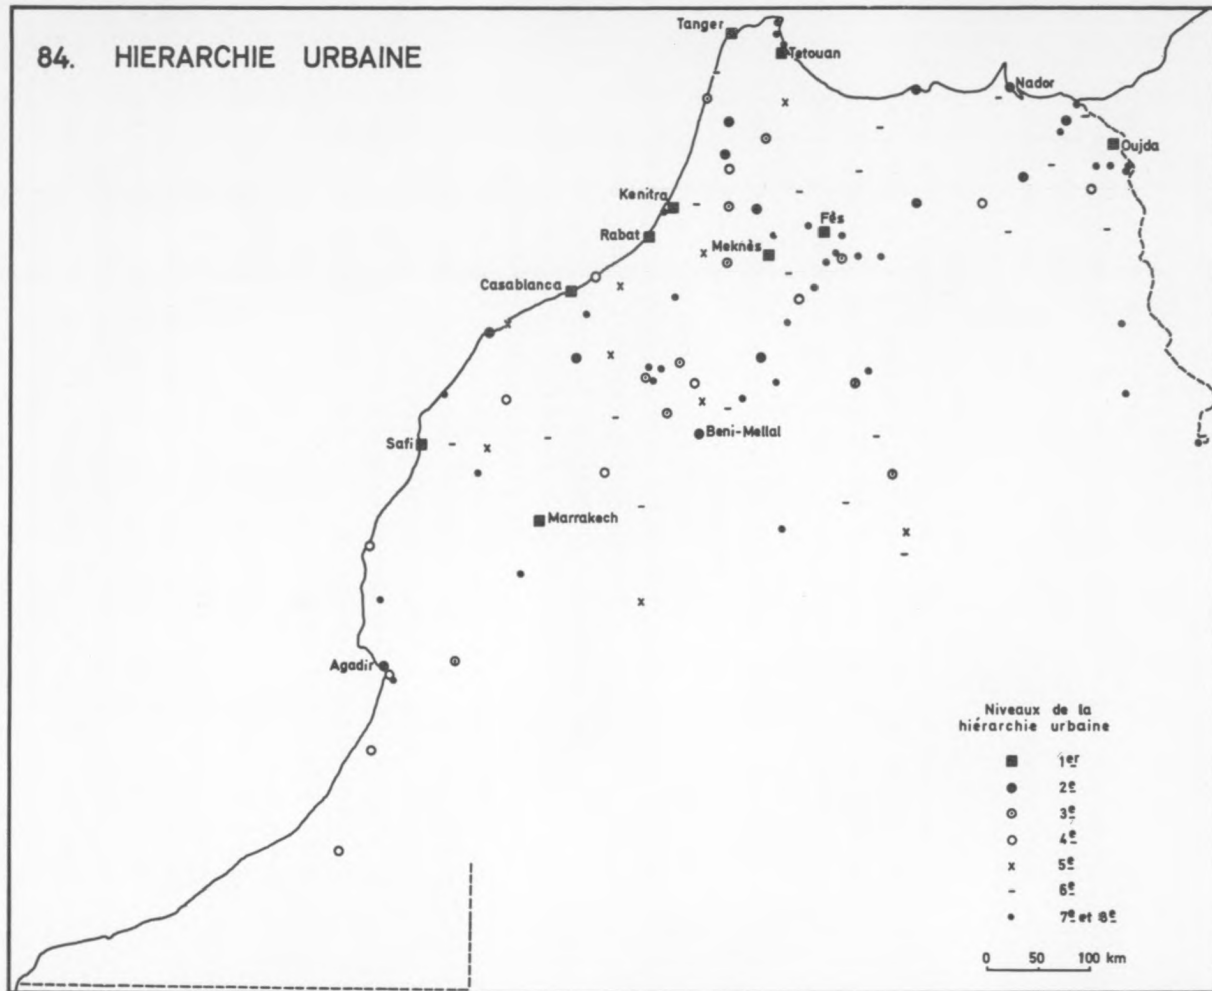 84. HIERARCHIE URBAINE
Tanger
Tetouan
Nador
Oujda
Kenitra
Rabat
Fès
Meknès
Casablanca
Beni-Mellal
Safi
Marrakech
Agadir
Niveaux de la
hiérarchie urbaine
1er
2e
3e
4e
5e
6e
7e et 8e
0 50 100 km